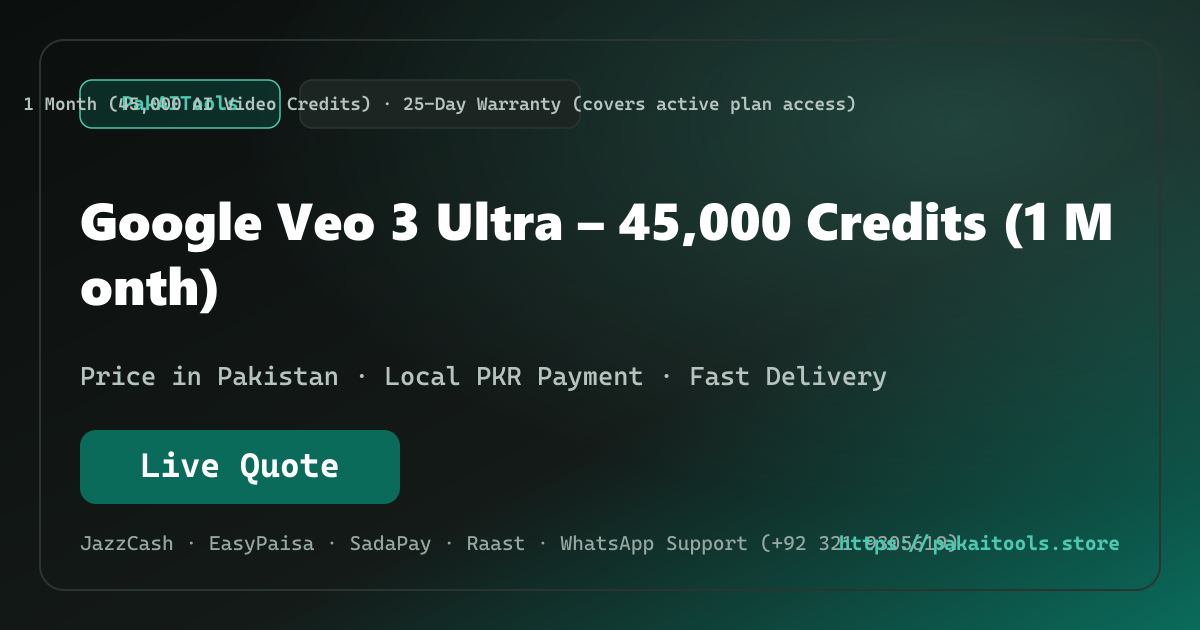 PakAITools
1 Month (45,000 AI Video Credits) · 25-Day Warranty (covers active plan access)
Google Veo 3 Ultra – 45,000 Credits (1 M
onth)
Price in Pakistan · Local PKR Payment · Fast Delivery
Live Quote
JazzCash · EasyPaisa · SadaPay · Raast · WhatsApp Support (+92 321
https://pakaitools.store